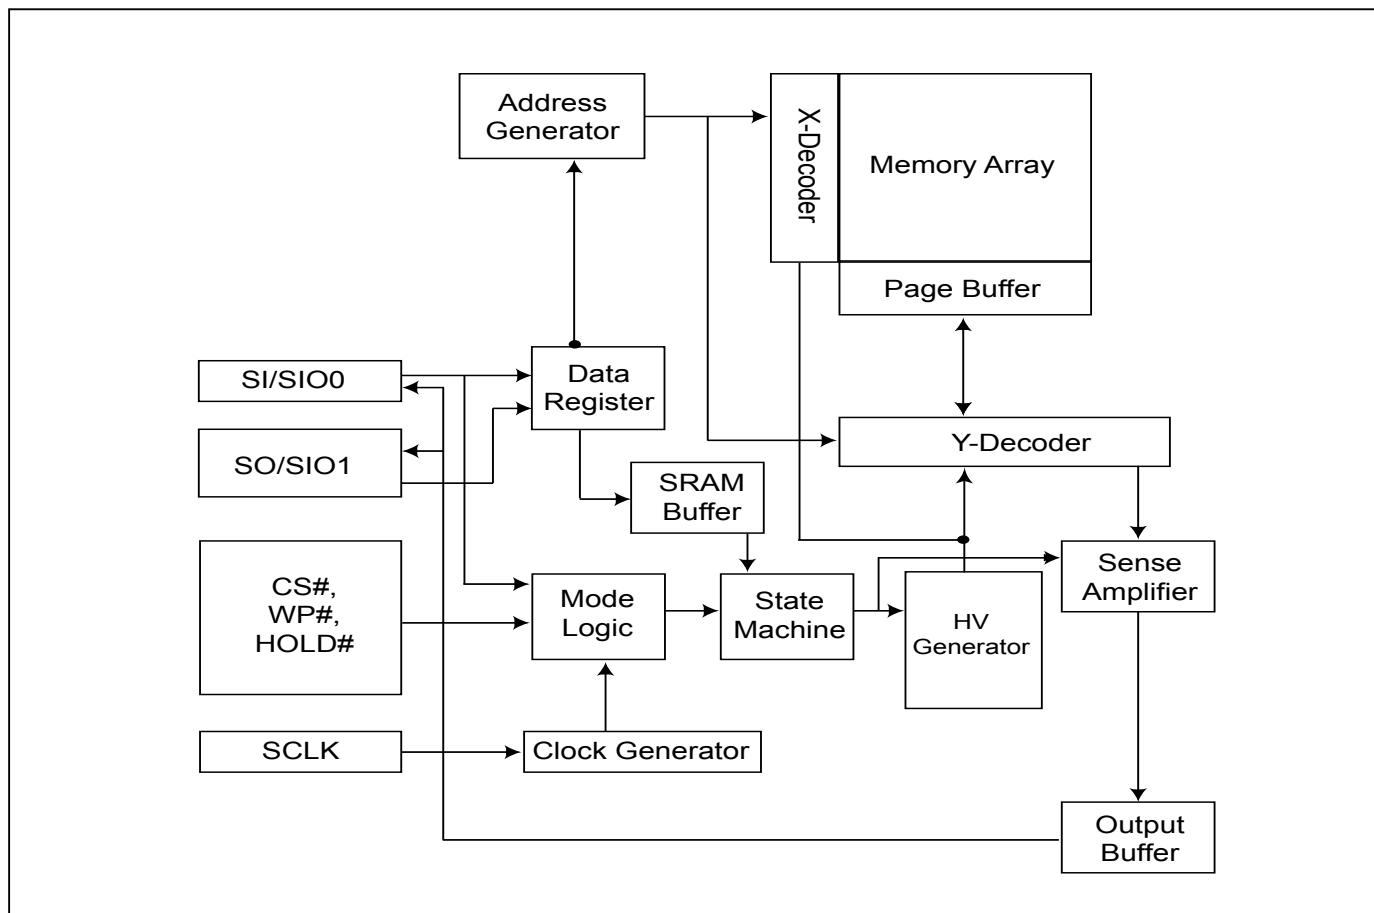 Address
Generator
X-Decoder
Memory Array
Page Buffer
SI/SIO0
Data
Register
SO/SIO1
Y-Decoder
SRAM
Buffer
CS#,
WP#,
HOLD#
Mode
Logic
State
Machine
HV
Generator
Sense
Amplifier
SCLK
Clock Generator
Output
Buffer